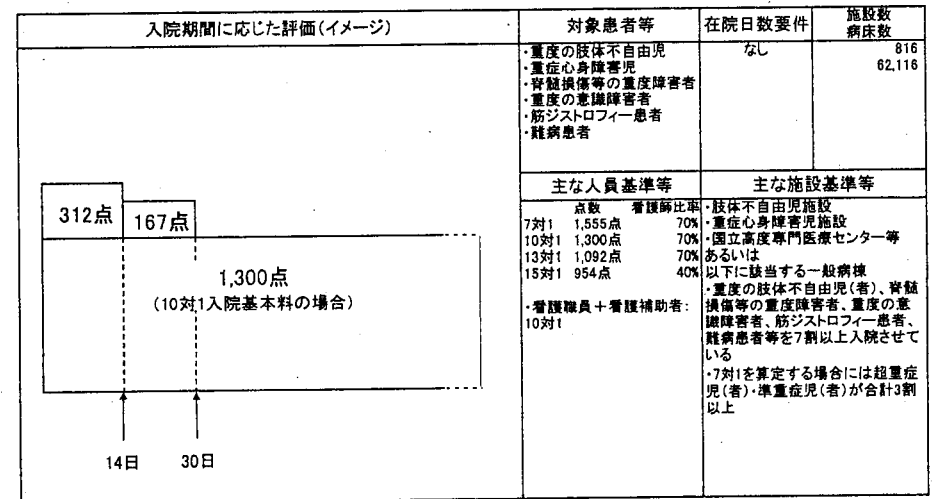 入院期間に応じた評価(イメージ)
312点
167点
1,300点
(10対1入院基本料の場合)
14日
30日
対象患者等
・重度の肢体不自由児
・重症心身障害児
・脊髄損傷等の重度障害者
・重度の意識障害者
・筋ジストロフィー患者
・難病患者
在院日数要件
なし
施設数
病床数
816
62,116
主な人員基準等
点数 看護師比率
7対1 1,555点 70%
10対1 1,300点 70%
13対1 1,092点 70%
15対1 954点 40%
・看護職員+看護補助者:
10対1
主な施設基準等
・肢体不自由児施設
・重症心身障害児施設
・国立高度専門医療センター等
あるいは
以下に該当する一般病棟
・重度の肢体不自由児(者)、脊髄
損傷等の重度障害者、重度の意
識障害者、筋ジストロフィー患者、
難病患者等を7割以上入院させて
いる
・7対1を算定する場合には超重症
児(者)・準重症児(者)が合計3割
以上